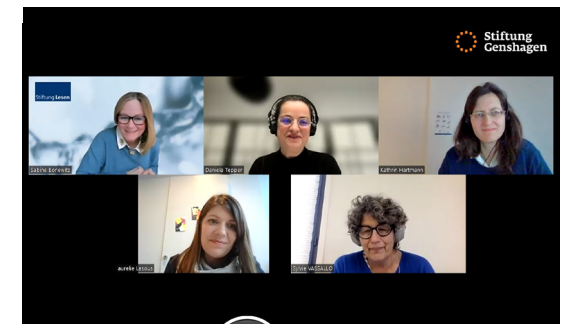 Stiftung
Genshagen
Stiftung Lesen
Sabine Bonewitz
Daniela Tepper
Kathrin Hartmann
aurelie Lesous
Sylvie VASSALLO